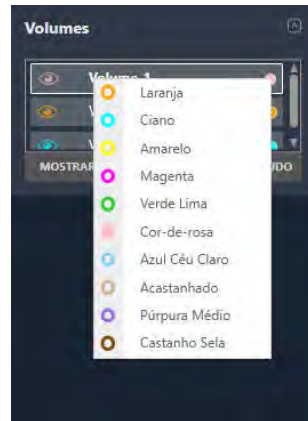 Volumes
Volume 1
Laranja
Ciano
V
Amarelo
MOSTRAR
UDO
Magenta
Verde Lima
Cor-de-rosa
Azul Céu Claro
Acastanhado
Púrpura Médio
Castanho Sela